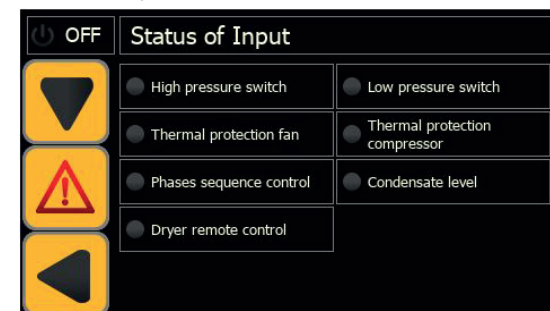 OFF
Status of Input
High pressure switch
Low pressure switch
Thermal protection fan
Thermal protection
compressor
Phases sequence control
Condensate level
Dryer remote control